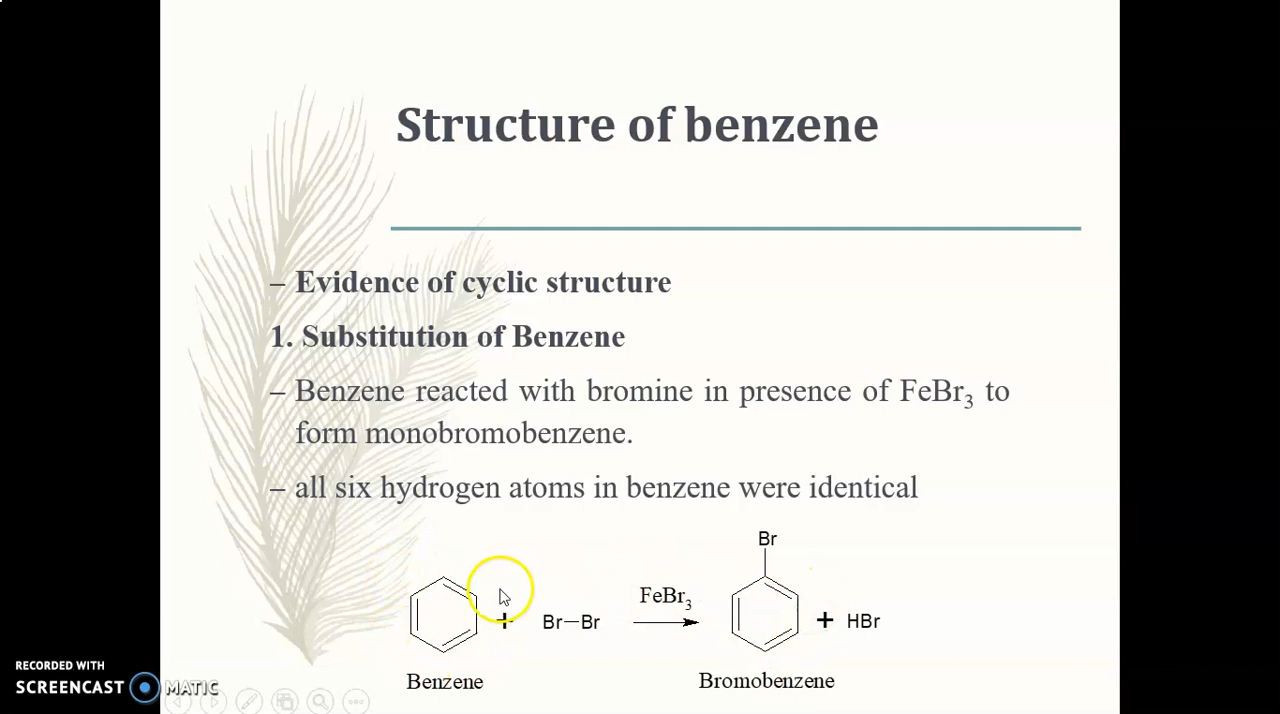 Structure of benzene
– Evidence of cyclic structure
1. Substitution of Benzene
– Benzene reacted with bromine in presence of FeBr₃ to
form monobromobenzene.
– all six hydrogen atoms in benzene were identical
Br
+ Br—Br FeBr₃ + HBr
Benzene Bromobenzene
RECORDED WITH
SCREENCAST MATIC